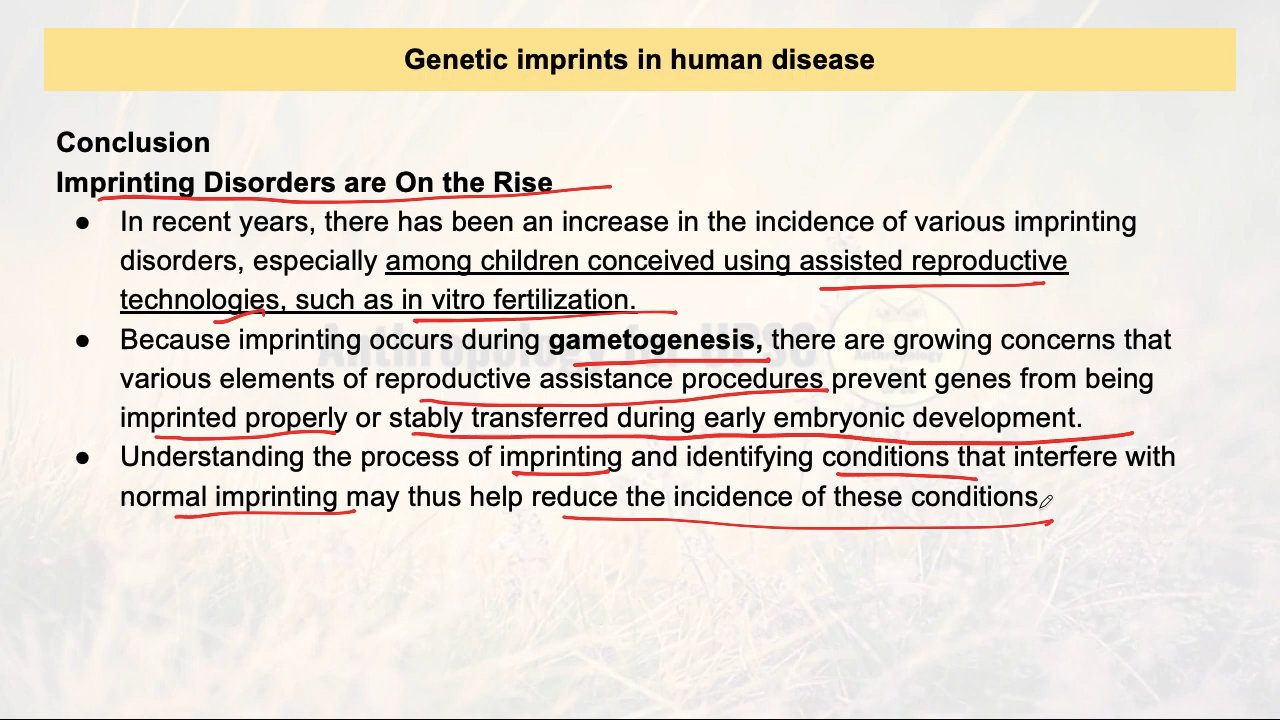 Genetic imprints in human disease
Conclusion
Imprinting Disorders are On the Rise
● In recent years, there has been an increase in the incidence of various imprinting
disorders, especially among children conceived using assisted reproductive
technologies, such as in vitro fertilization.
● Because imprinting occurs during gametogenesis, there are growing concerns that
various elements of reproductive assistance procedures prevent genes from being
imprinted properly or stably transferred during early embryonic development.
● Understanding the process of imprinting and identifying conditions that interfere with
normal imprinting may thus help reduce the incidence of these conditions
Anthropology for UPSC
Anthropology